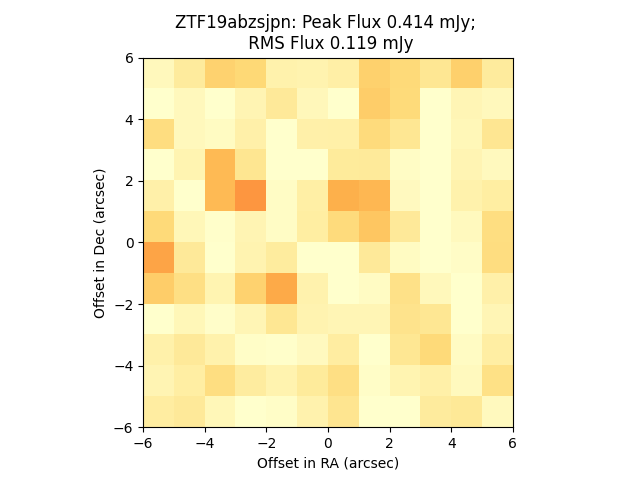 ZTF19abzsjpn: Peak Flux 0.414 mJy;
RMS Flux 0.119 mJy
6
4
2
0
−2
−4
−6
Offset in Dec (arcsec)
−6 −4 −2 0 2 4 6
Offset in RA (arcsec)